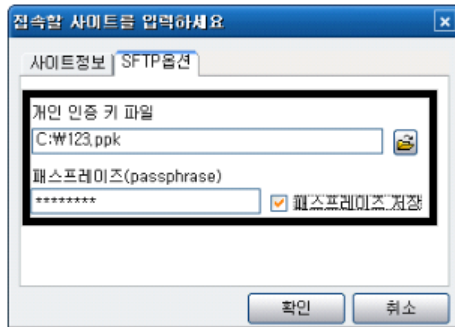 접속할 사이트를 입력하세요
사이트정보 SFTP옵션
개인 인증 키 파일
C:₩123.ppk
패스프레이즈(passphrase)
********
패스프레이즈 저장
확인 취소